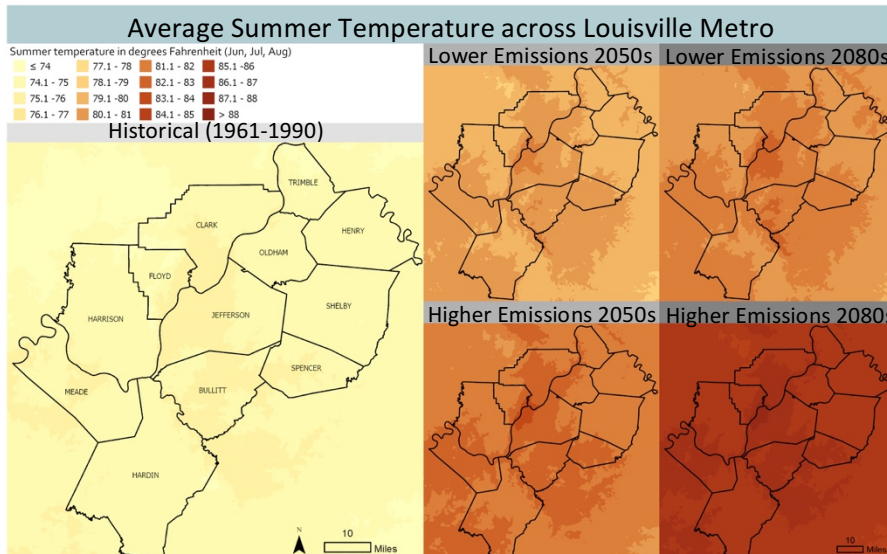 Average Summer Temperature across Louisville Metro
Summer temperature in degrees Fahrenheit (Jun, Jul, Aug)
≤ 74 77.1 - 78 81.1 - 82 85.1 -86
74.1 - 75 78.1 -79 82.1 - 83 86.1 - 87
75.1 -76 79.1 -80 83.1 - 84 87.1 - 88
76.1 - 77 80.1 - 81 84.1 - 85 > 88
Historical (1961-1990)
TRIMBLE
CLARK
HENRY
OLDHAM
FLOYD
SHELBY
HARRISON
JEFFERSON
SPENCER
MEADE
BULLITT
HARDIN
N
10
Miles
Lower Emissions 2050s
Lower Emissions 2080s
Higher Emissions 2050s
Higher Emissions 2080s
10
Miles